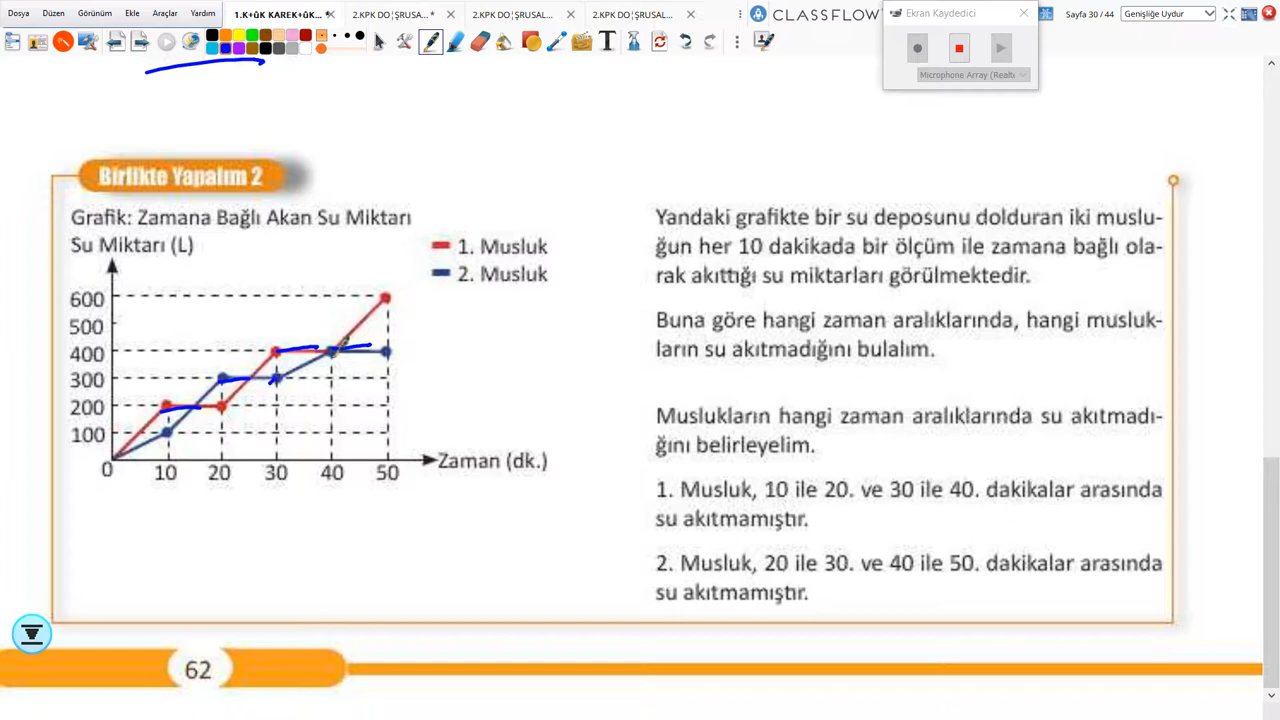 Dosya Düzen Görünüm Ekle Araçlar Yardım
1.K+ûK KAREK+ûK... *
2.KPK DO¦ŞRUSA... *
2.KPK DO¦ŞRUSAL...
2.KPK DO¦ŞRUSAL...
CLASSFLOW
Ekran Kaydedici
Microphone Array (Realte
Sayfa 30 / 44
Genişliğe Uydur
Birlikte Yapalım 2
Grafik: Zamana Bağlı Akan Su Miktarı
Su Miktarı (L)
1. Musluk
2. Musluk
600
500
400
300
200
100
0 10 20 30 40 50
Zaman (dk.)
Yandaki grafikte bir su deposunu dolduran iki muslu-
ğun her 10 dakikada bir ölçüm ile zamana bağlı ola-
rak akıttığı su miktarları görülmektedir.
Buna göre hangi zaman aralıklarında, hangi musluk-
ların su akıtmadığını bulalım.
Muslukların hangi zaman aralıklarında su akıtmadı-
ğını belirleyelim.
1. Musluk, 10 ile 20. ve 30 ile 40. dakikalar arasında
su akıtmamıştır.
2. Musluk, 20 ile 30. ve 40 ile 50. dakikalar arasında
su akıtmamıştır.
62